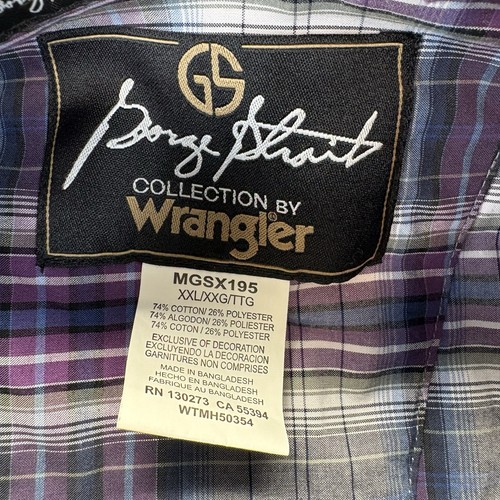 GS
George Strait
COLLECTION BY
Wrangler
MGSX195
XXL/XXG/TTG
74% COTTON/ 26% POLYESTER
74% ALGODON/ 26% POLIESTER
74% COTON / 26% POLYESTER
EXCLUSIVE OF DECORATION
EXCLUYENDO LA DECORACION
GARNITURES NON COMPRISES
MADE IN BANGLADESH
HECHO EN BANGLADESH
FABRIQUE AU BANGLADESH
RN 130273 CA 55394
WTMH50354